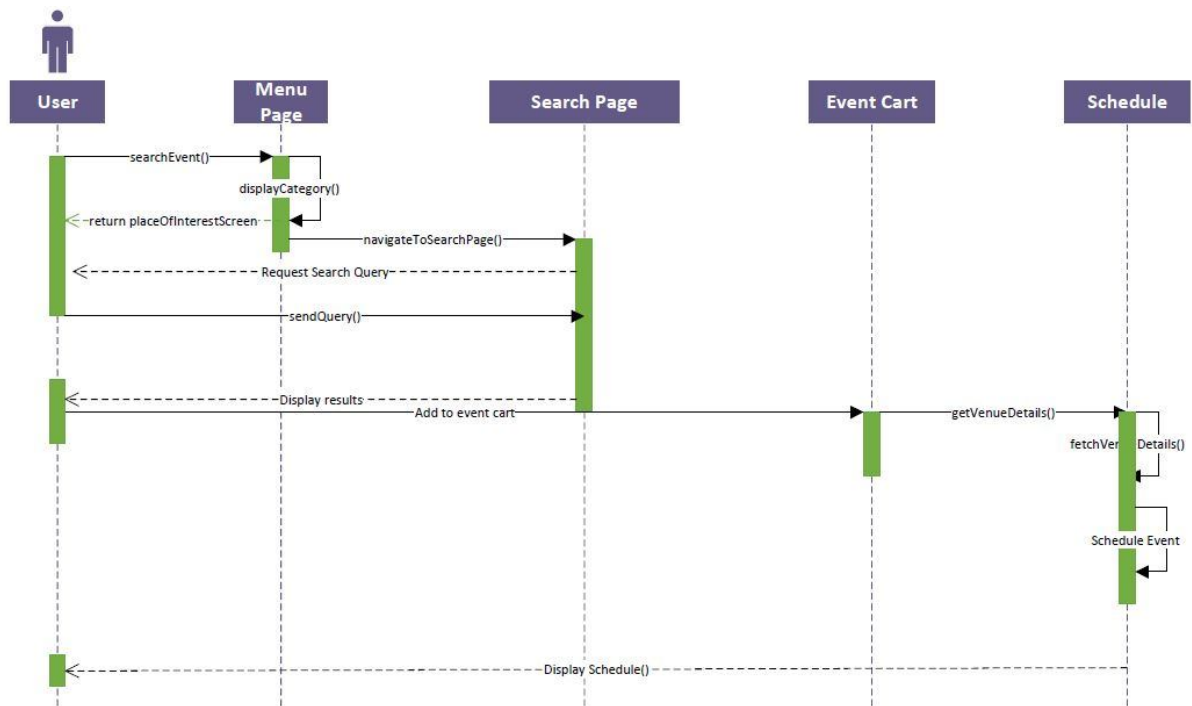 User
Menu
Page
Search Page
Event Cart
Schedule
searchEvent()
displayCategory()
return placeOfInterestScreen
navigateToSearchPage()
Request Search Query
sendQuery()
Display results
Add to event cart
getVenueDetails()
Details()
Schedule Event
Display Schedule()